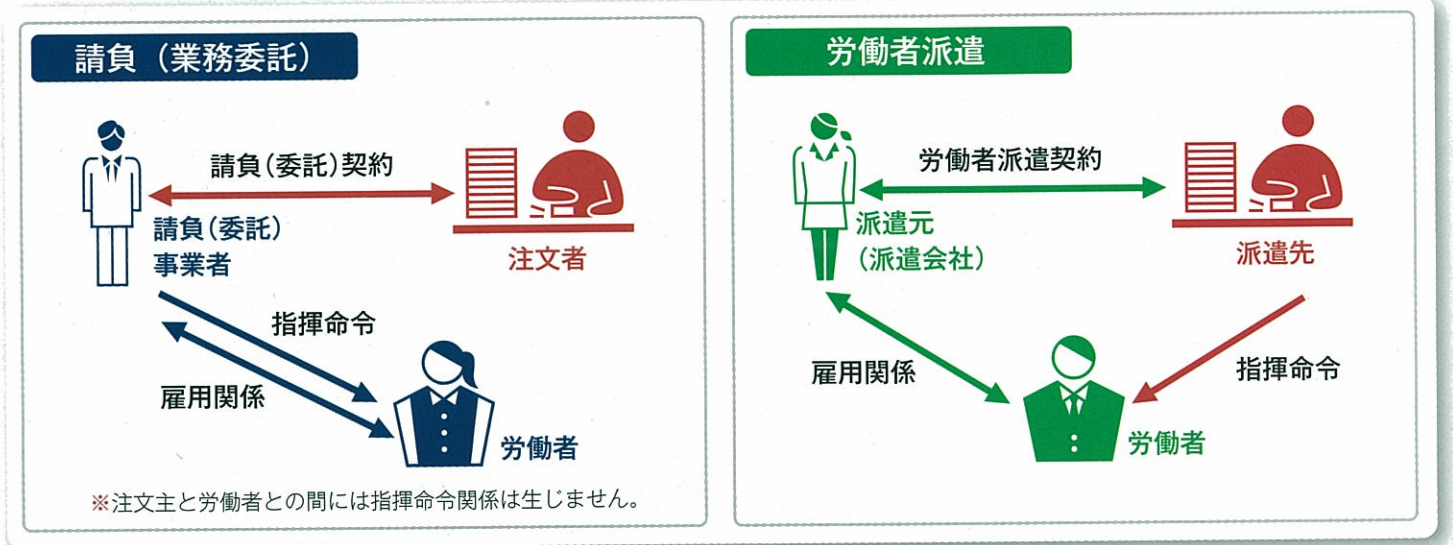 請負（業務委託）
請負（委託）契約
請負（委託）
事業者
注文者
指揮命令
雇用関係
労働者
※注文主と労働者との間には指揮命令関係は生じません。
労働者派遣
労働者派遣契約
派遣元
（派遣会社）
派遣先
雇用関係
指揮命令
労働者